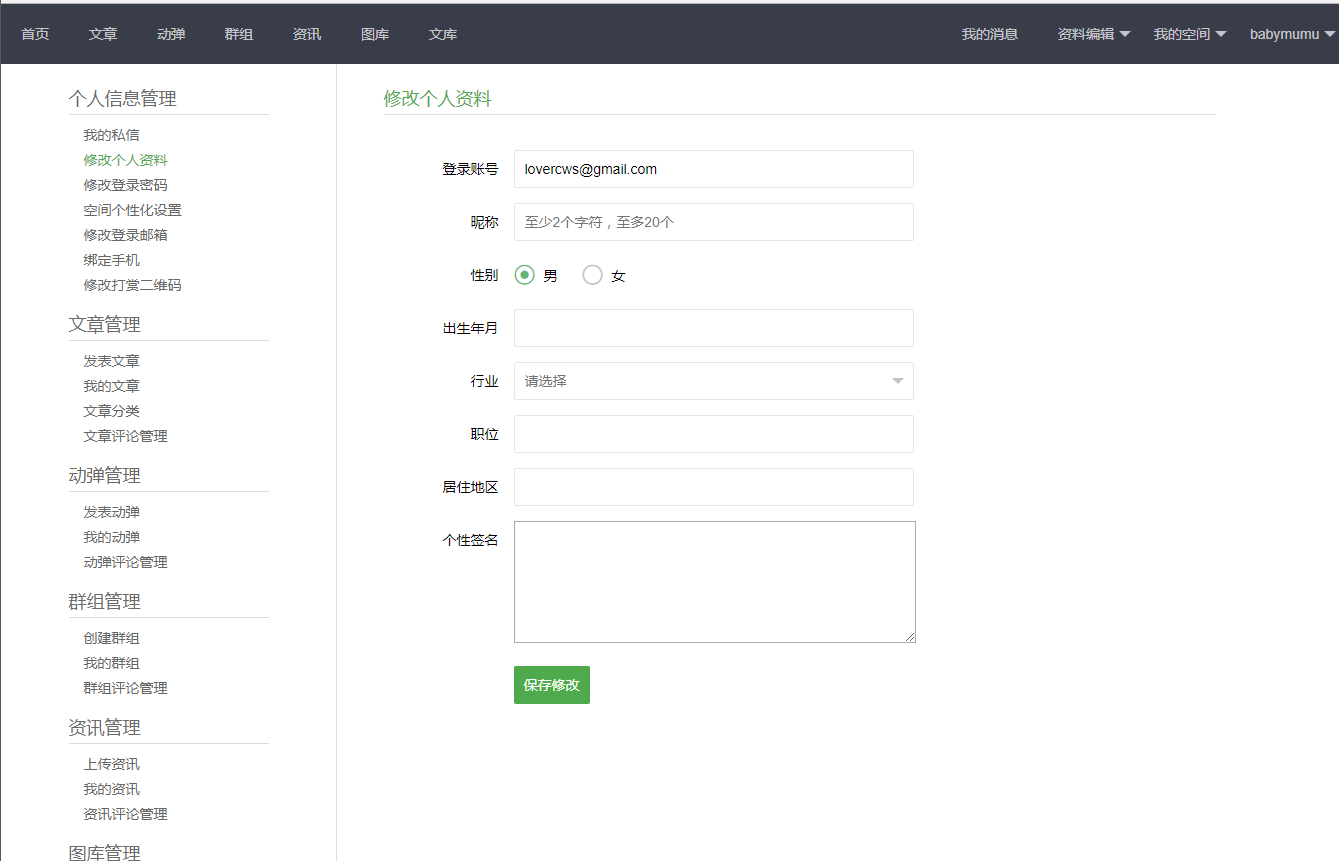 首页 文章 动弹 群组 资讯 图库 文库 我的消息 资料编辑 我的空间 babymumu
个人信息管理
我的私信
修改个人资料
修改登录密码
空间个性化设置
修改登录邮箱
绑定手机
修改打赏二维码
文章管理
发表文章
我的文章
文章分类
文章评论管理
动弹管理
发表动弹
我的动弹
动弹评论管理
群组管理
创建群组
我的群组
群组评论管理
资讯管理
上传资讯
我的资讯
资讯评论管理
图库管理
修改个人资料
登录账号 lovercws@gmail.com
昵称 至少2个字符，至多20个
性别 男 女
出生年月
行业 请选择
职位
居住地区
个性签名
保存修改